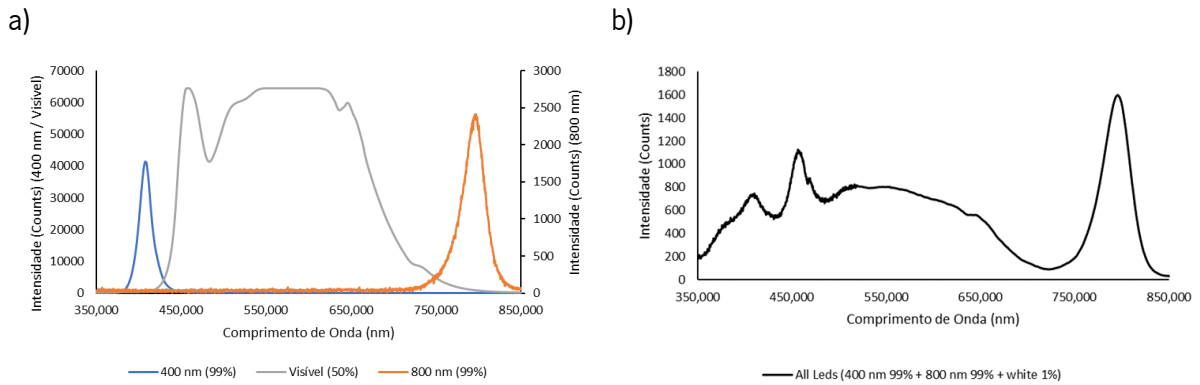 a)
b)
Intensidade (Counts) (400 nm / Visível)
70000
60000
50000
40000
30000
20000
10000
0
3000
2500
2000
1500
1000
500
0
Intensidade (Counts) (800 nm)
350,000 450,000 550,000 650,000 750,000 850,000
Comprimento de Onda (nm)
400 nm (99%) Visível (50%) 800 nm (99%)
Intensidade (Counts)
1800
1600
1400
1200
1000
800
600
400
200
0
350,000 450,000 550,000 650,000 750,000 850,000
Comprimento de Onda (nm)
All Leds (400 nm 99% + 800 nm 99% + white 1%)